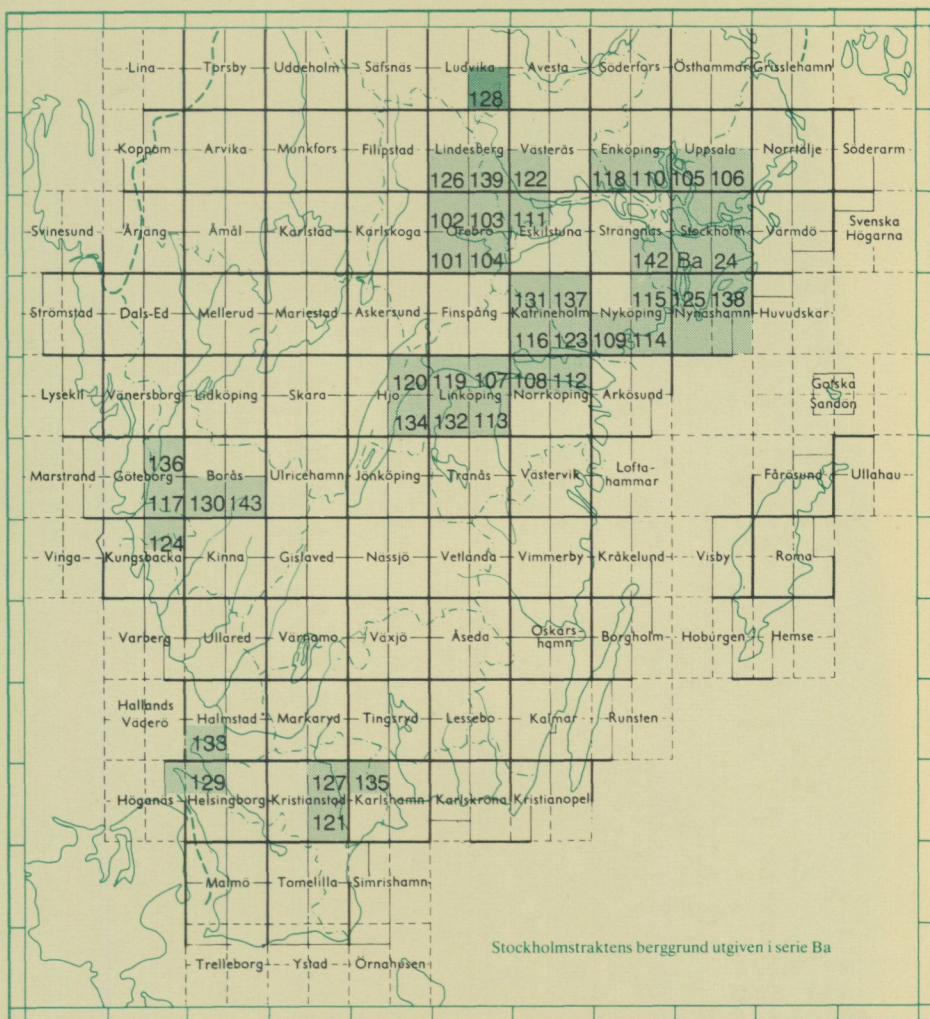 Lina Torsby Uddeholm Säfsnäs Ludvika Avesta Söderfors Östhammar Grisslehamn
128
Koppom Arvika Munkfors Filipstad Lindesberg Västerås Enköping Uppsala Norrtälje Söderarm
126 139 122 118 110 105 106
102 103 111
Svinesund Årjäng Åmål Karlstad Karlskoga Örebro Eskilstuna Strängnäs Stockholm Värmdö Svenska
Högarna
101 104 142 Ba 24
131 137 115 125 138
Strömstad Dals-Ed Mellerud Mariestad Askersund Finspång Katrineholm Nyköping Nynäshamn Huvudskär
116 123 109 114
120 119 107 108 112
Lysekil Vänersborg Lidköping Skara Hjo Linköping Norrköping Arkösund Gotska
Sandön
134 132 113
136
Marstrand Göteborg Borås Ulricehamn Jönköping Tranås Västervik Lofta-
hammar Fårösund Ullahau
117 130 143
124
Vinga Kungsbacka Kinna Gislaved Nässjö Vetlanda Vimmerby Kråkelund Visby Roma
Varberg Ullared Värnamo Växjö Åseda Oskars-
hamn Borgholm Hoburgen Hemse
Hallands
Väderö Halmstad Markaryd Tingsryd Lessebo Kalmar Runsten
133
129 127 135
Höganäs Helsingborg Kristianstad Karlshamn Karlskrona Kristianopel
121
Malmö Tomelilla Simrishamn
Stockholmstraktens berggrund utgiven i serie Ba
Trelleborg Ystad Örnahusen